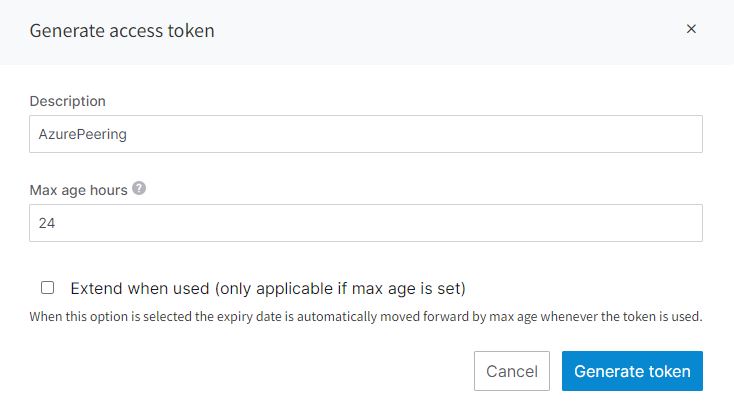 Generate access token
Description
AzurePeering
Max age hours ?
24
Extend when used (only applicable if max age is set)
When this option is selected the expiry date is automatically moved forward by max age whenever the token is used.
Cancel Generate token